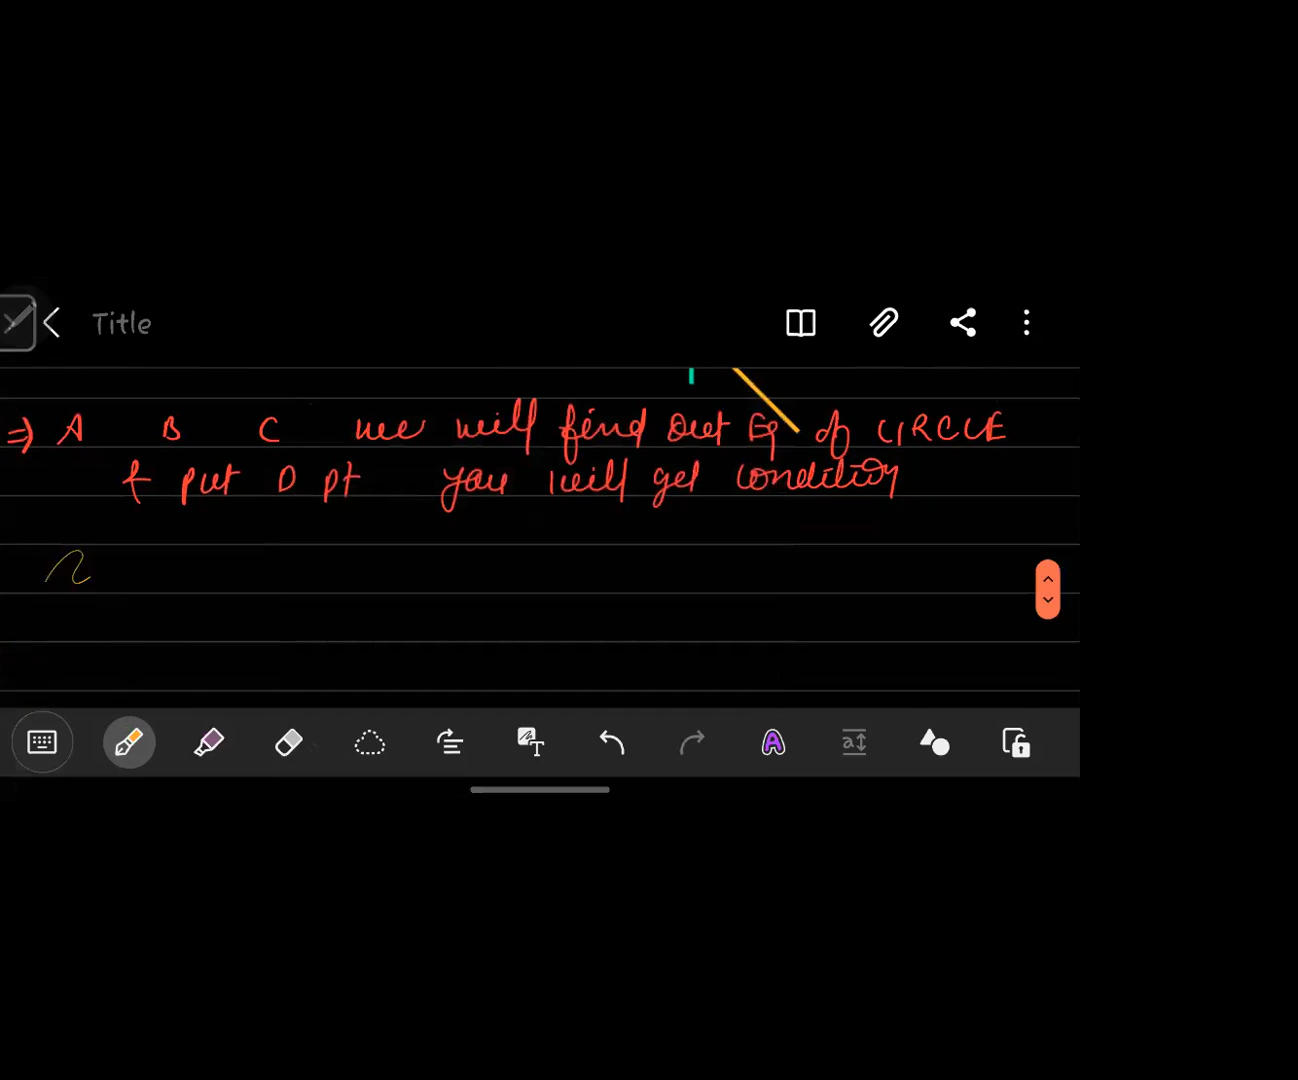 Title
⇒ A B C we will find out Eq of CIRCLE
& put D pt you will get condition